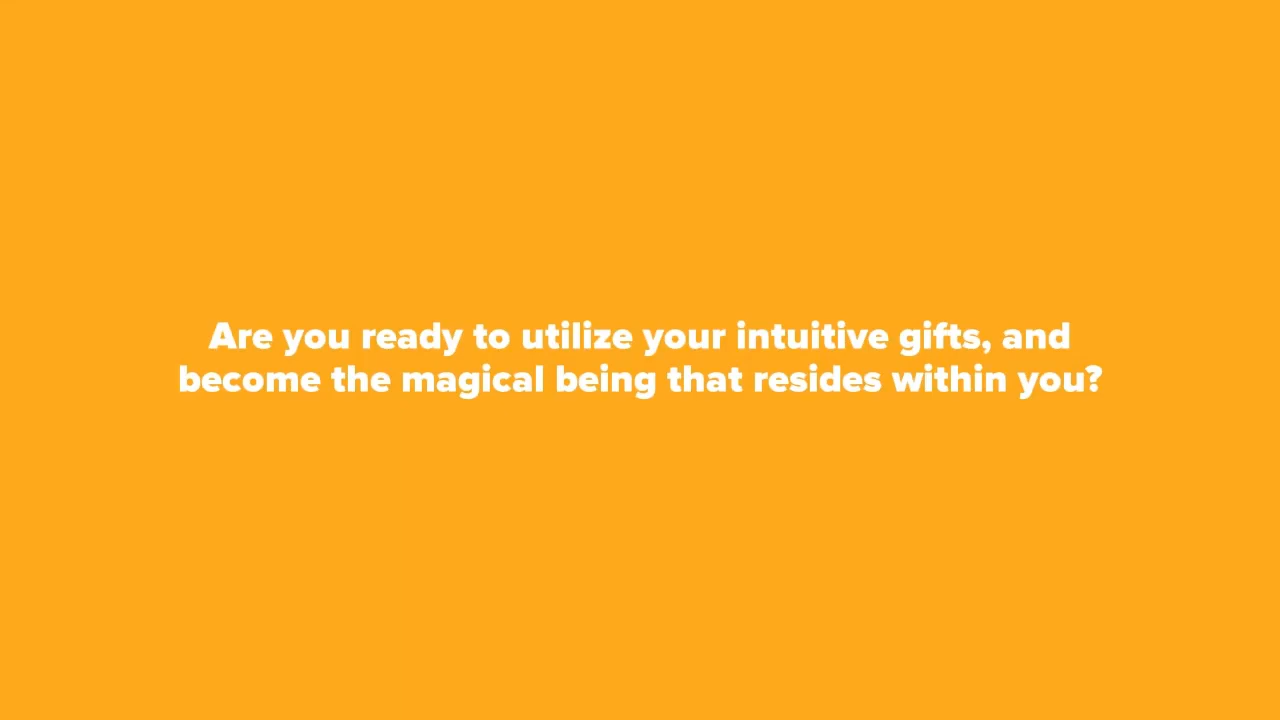 Are you ready to utilize your intuitive gifts, and
become the magical being that resides within you?